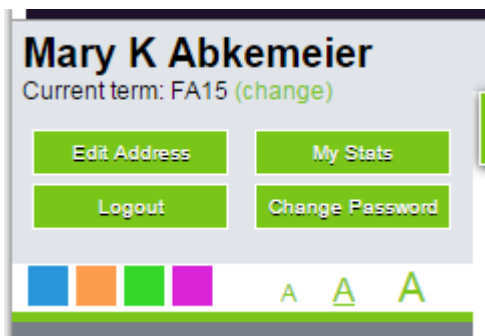 Mary K Abkemeier
Current term: FA15 (change)
Edit Address My Stats
Logout Change Password
A A A